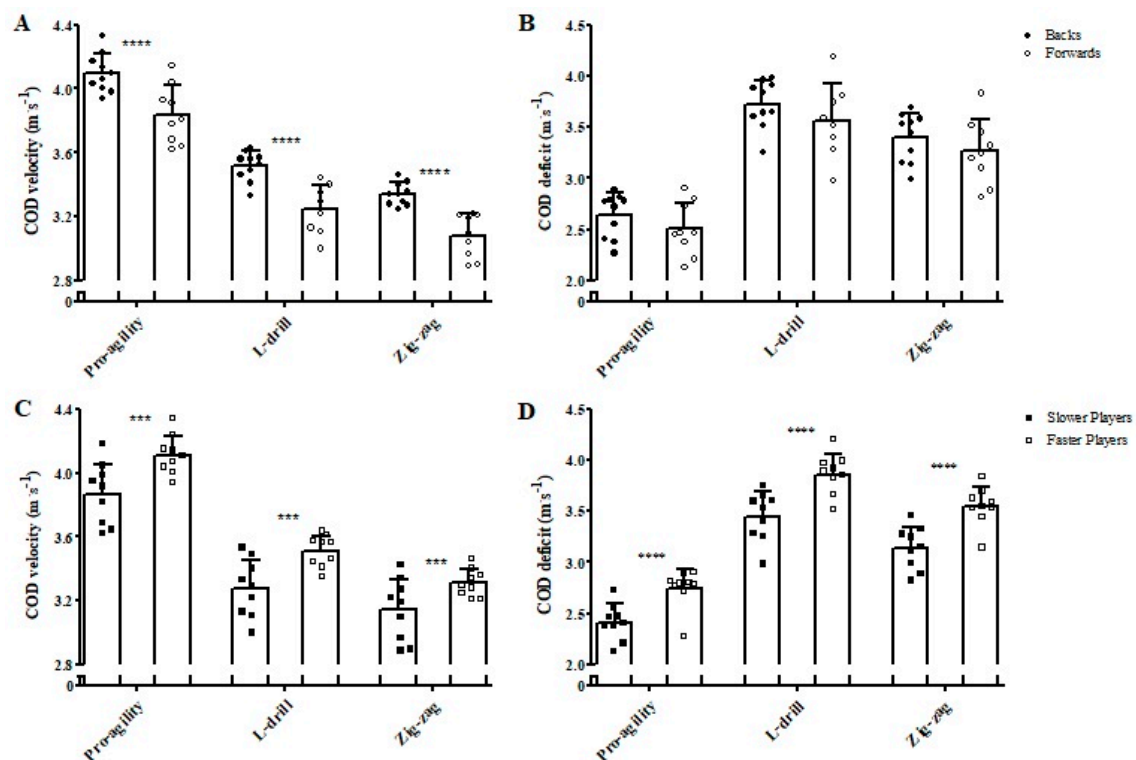 A
B
COD velocity (m·s⁻¹)
4.4
4.0
3.6
3.2
2.8
0
****
****
****
Pro-agility
L-drill
Zig-zag
COD deficit (m·s⁻¹)
4.5
4.0
3.5
3.0
2.5
2.0
0
Pro-agility
L-drill
Zig-zag
Backs
Forwards
C
D
COD velocity (m·s⁻¹)
4.4
4.0
3.6
3.2
2.8
0
***
***
***
Pro-agility
L-drill
Zig-zag
COD deficit (m·s⁻¹)
4.5
4.0
3.5
3.0
2.5
2.0
0
****
****
****
Pro-agility
L-drill
Zig-zag
Slower Players
Faster Players